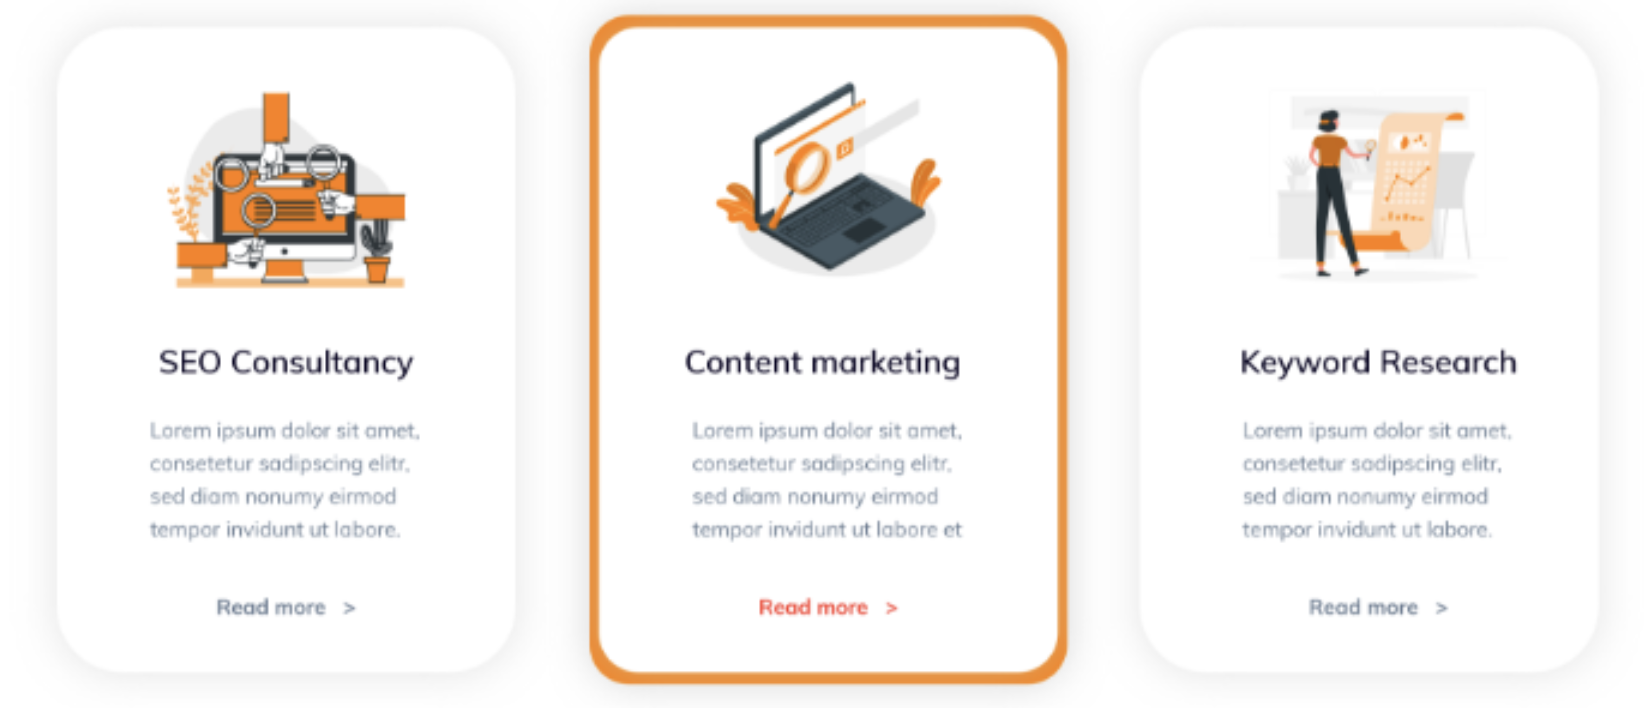 SEO Consultancy
Lorem ipsum dolor sit amet,
consetetur sadipscing elitr,
sed diam nonumy eirmod
tempor invidunt ut labore.
Read more >
Content marketing
Lorem ipsum dolor sit amet,
consetetur sadipscing elitr,
sed diam nonumy eirmod
tempor invidunt ut labore et
Read more >
Keyword Research
Lorem ipsum dolor sit amet,
consetetur sadipscing elitr,
sed diam nonumy eirmod
tempor invidunt ut labore.
Read more >